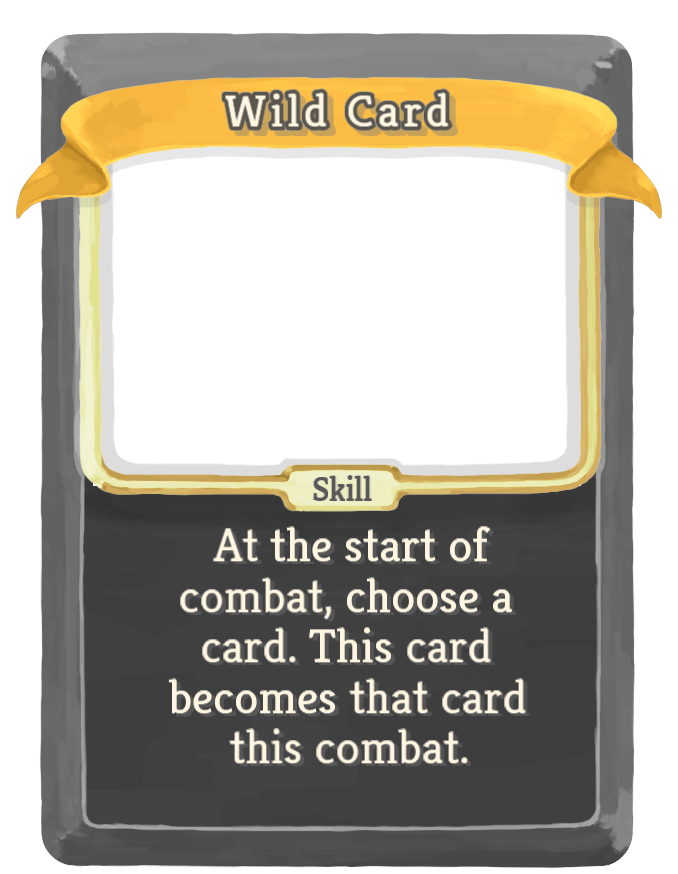 Wild Card
Skill
At the start of
combat, choose a
card. This card
becomes that card
this combat.